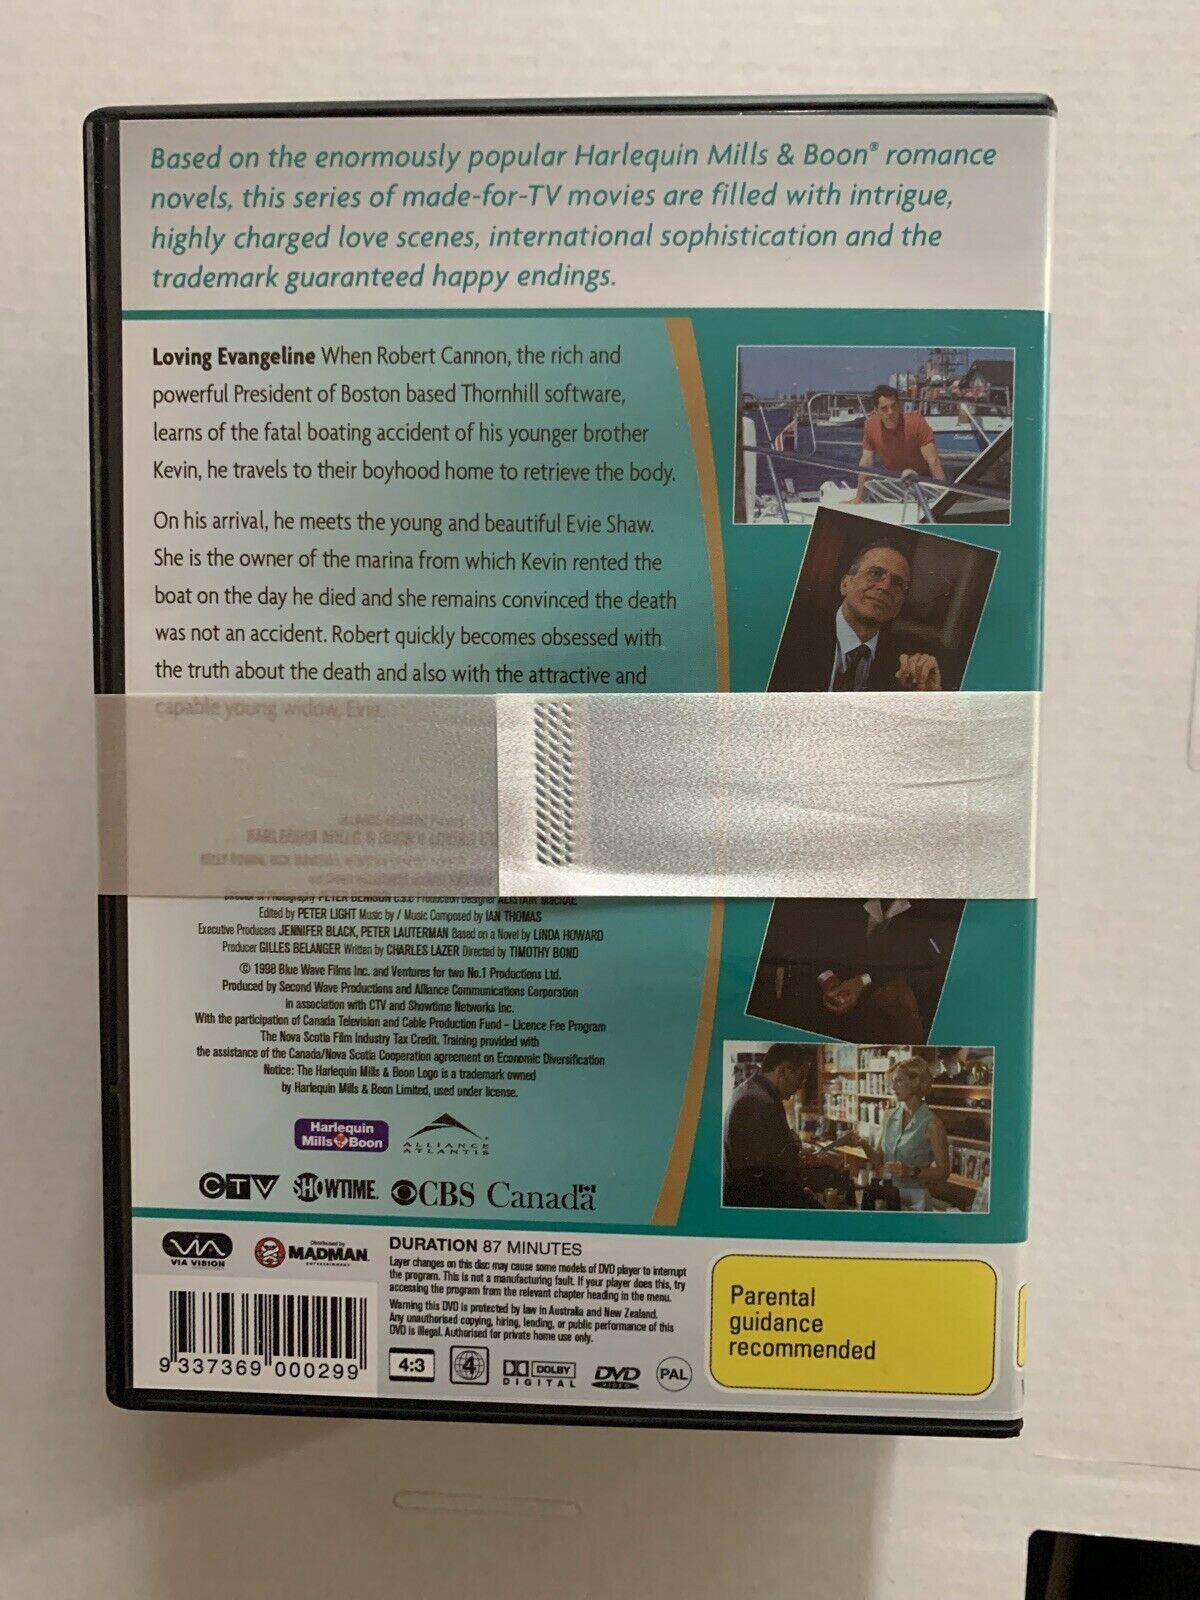 Based on the enormously popular Harlequin Mills & Boon® romance
novels, this series of made-for-TV movies are filled with intrigue,
highly charged love scenes, international sophistication and the
trademark guaranteed happy endings.
Loving Evangeline When Robert Cannon, the rich and
powerful President of Boston based Thornhill software,
learns of the fatal boating accident of his younger brother
Kevin, he travels to their boyhood home to retrieve the body.
On his arrival, he meets the young and beautiful Evie Shaw.
She is the owner of the marina from which Kevin rented the
boat on the day he died and she remains convinced the death
was not an accident. Robert quickly becomes obsessed with
the truth about the death and also with the attractive and
capable young widow, Evie.
Director of Photography PETER BENISON C.S.C Production Designer ALISTAIR MACRAE
Edited by PETER LIGHT Music by / Music Composed by IAN THOMAS
Executive Producers JENNIFER BLACK, PETER LAUTERMAN Based on a Novel by LINDA HOWARD
Producer GILLES BELANGER Written by CHARLES LAZER Directed by TIMOTHY BOND
© 1998 Blue Wave Films Inc. and Ventures for two No.1 Productions Ltd.
Produced by Second Wave Productions and Alliance Communications Corporation
in association with CTV and Showtime Networks Inc.
With the participation of Canada Television and Cable Production Fund - Licence Fee Program
The Nova Scotia Film Industry Tax Credit. Training provided with
the assistance of the Canada/Nova Scotia Cooperation agreement on Economic Diversification
Notice: The Harlequin Mills & Boon Logo is a trademark owned
by Harlequin Mills & Boon Limited, used under license.
Harlequin
Mills Boon
ALLIANCE
ATLANTIS
CTV SHOWTIME. CBS Canada
VIA
VIA VISION
Distributed by
MADMAN
ENTERTAINMENT
DURATION 87 MINUTES
Layer changes on this disc may cause some models of DVD player to interrupt
the program. This is not a manufacturing fault. If your player does this, try
accessing the program from the relevant chapter heading in the menu.
Warning this DVD is protected by law in Australia and New Zealand.
Any unauthorised copying, hiring, lending, or public performance of this
DVD is illegal. Authorised for private home use only.
9 337369 000299
4:3
4
DOLBY
DIGITAL
DVD
VIDEO
PAL
Parental
guidance
recommended